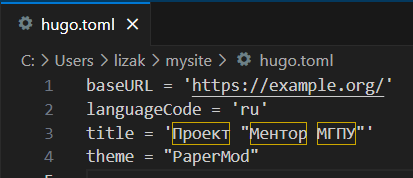 hugo.toml ×
C: > Users > lizak > mysite > hugo.toml
1 baseURL = 'https://example.org/'
2 languageCode = 'ru'
3 title = 'Проект "Ментор МГПУ"'
4 theme = "PaperMod"